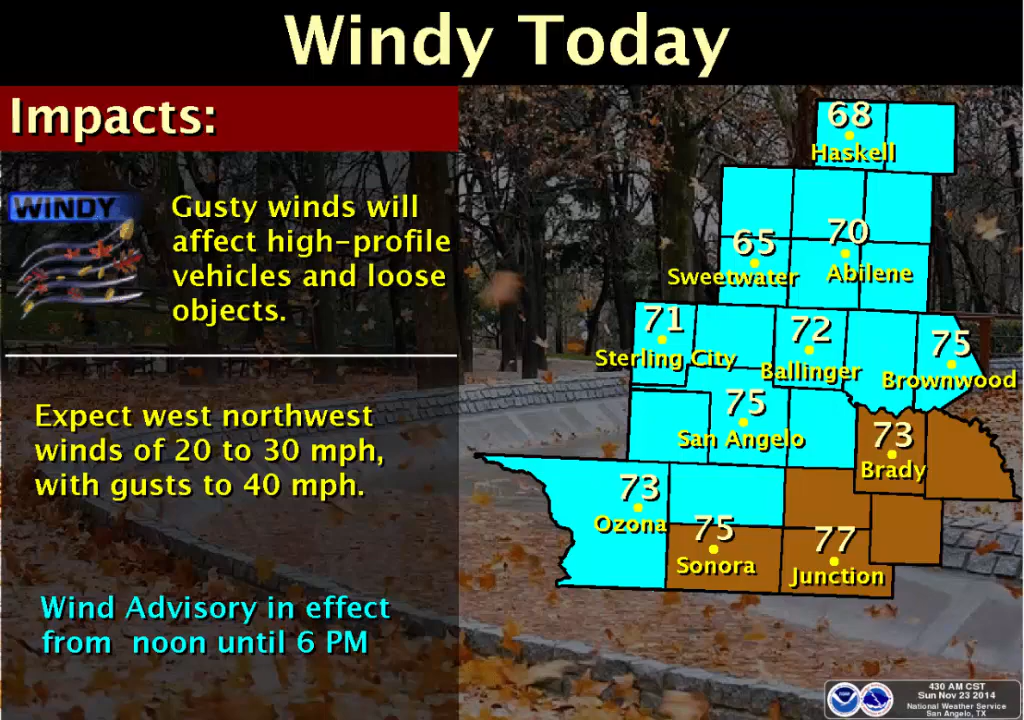 Windy Today
Impacts:
WINDY
Gusty winds will
affect high-profile
vehicles and loose
objects.
Expect west northwest
winds of 20 to 30 mph,
with gusts to 40 mph.
Wind Advisory in effect
from noon until 6 PM
68
Haskell
65
Sweetwater
70
Abilene
71
Sterling City
72
Ballinger
75
Brownwood
75
San Angelo
73
Brady
73
Ozona
75
Sonora
77
Junction
430 AM CST
Sun Nov 23 2014
National Weather Service
San Angelo, TX